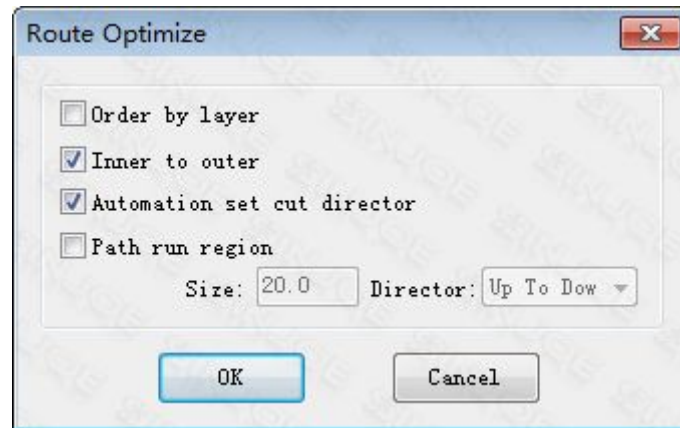 Route Optimize
Order by layer
Inner to outer
Automation set cut director
Path run region
Size: 20.0 Director: Up To Dow
OK Cancel